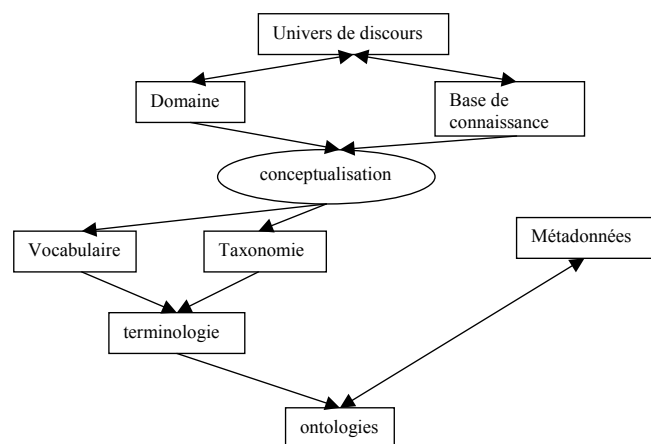 Univers de discours
Domaine
Base de
connaissance
conceptualisation
Vocabulaire
Taxonomie
Métadonnées
terminologie
ontologies